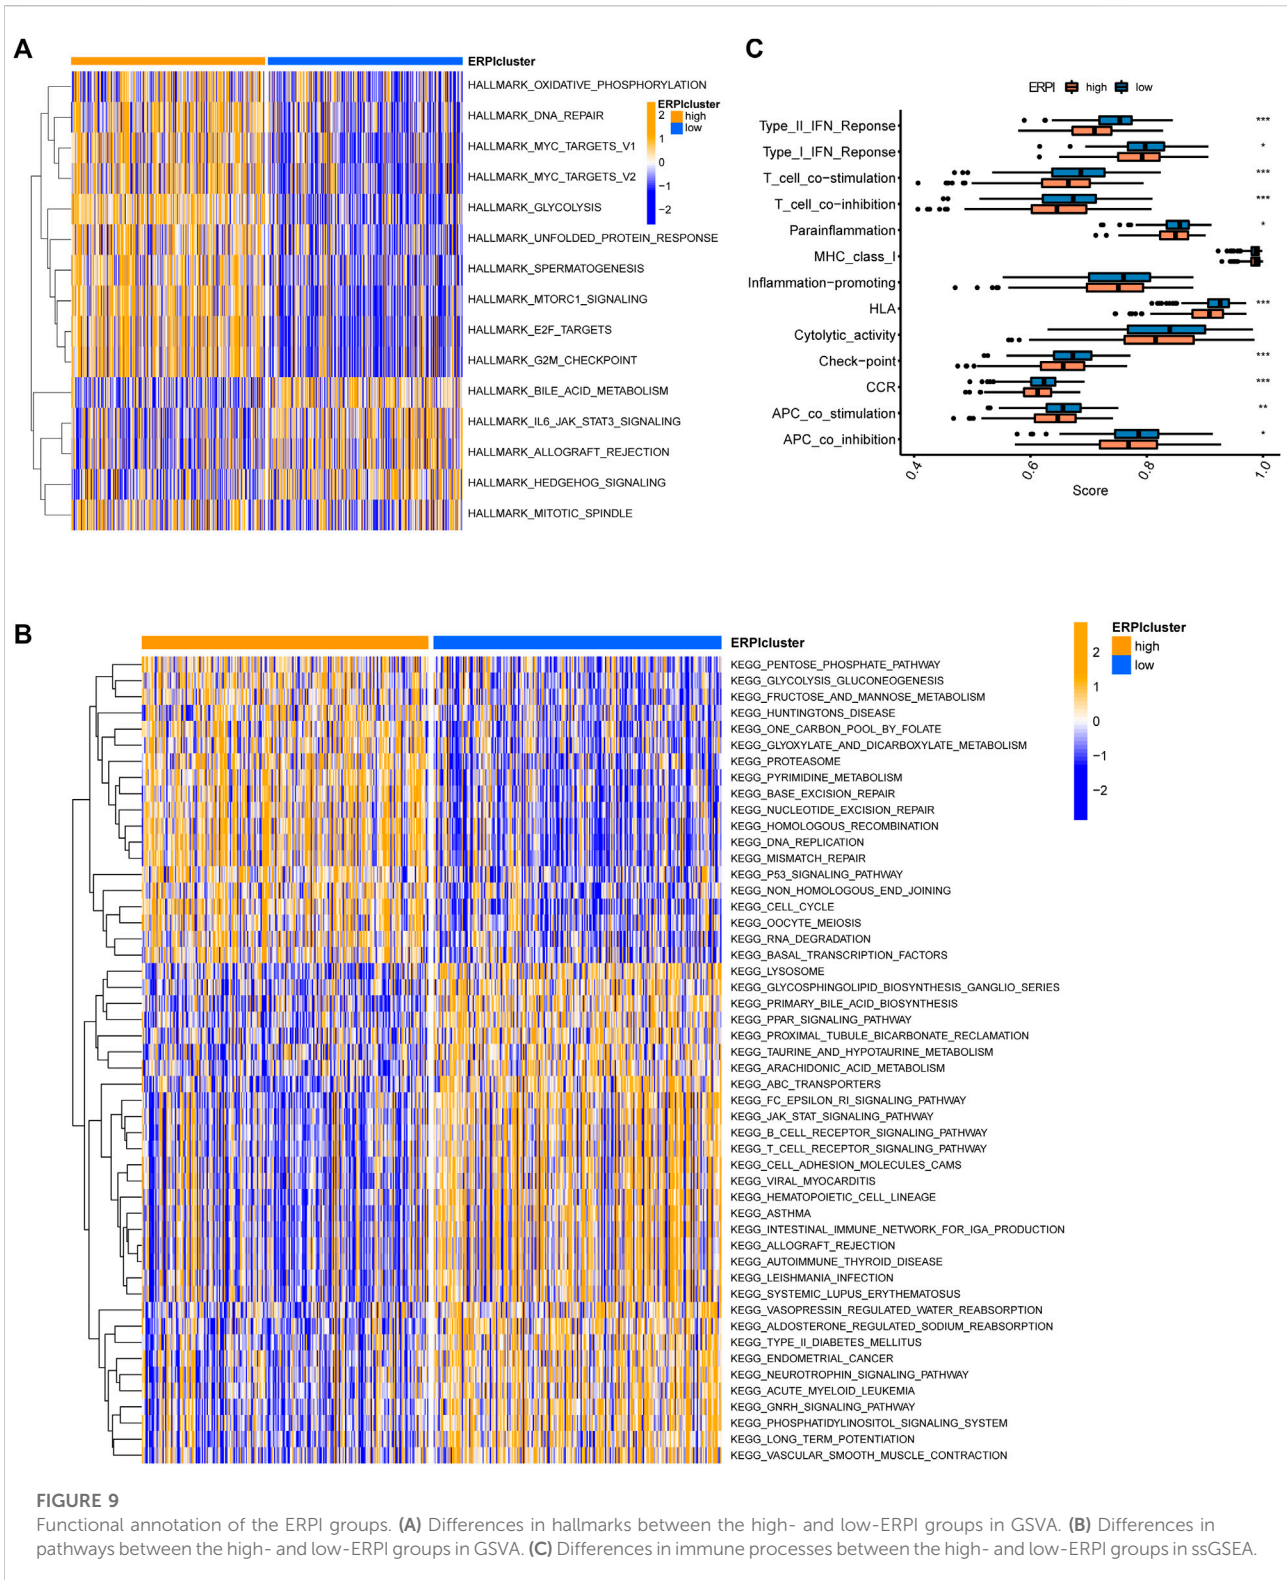 A
ERPIcluster
HALLMARK_OXIDATIVE_PHOSPHORYLATION
HALLMARK_DNA_REPAIR
HALLMARK_MYC_TARGETS_V1
HALLMARK_MYC_TARGETS_V2
HALLMARK_GLYCOLYSIS
HALLMARK_UNFOLDED_PROTEIN_RESPONSE
HALLMARK_SPERMATOGENESIS
HALLMARK_MTORC1_SIGNALING
HALLMARK_E2F_TARGETS
HALLMARK_G2M_CHECKPOINT
HALLMARK_BILE_ACID_METABOLISM
HALLMARK_IL6_JAK_STAT3_SIGNALING
HALLMARK_ALLOGRAFT_REJECTION
HALLMARK_HEDGEHOG_SIGNALING
HALLMARK_MITOTIC_SPINDLE
ERPIcluster
2
1
0
−1
−2
high
low
C
ERPI high low
Type_II_IFN_Reponse ***
Type_I_IFN_Reponse *
T_cell_co−stimulation ***
T_cell_co−inhibition ***
Parainflammation *
MHC_class_I
Inflammation−promoting
HLA ***
Cytolytic_activity
Check−point ***
CCR ***
APC_co_stimulation **
APC_co_inhibition *
0.4 0.6 0.8 1.0
Score
B
ERPIcluster
KEGG_PENTOSE_PHOSPHATE_PATHWAY
KEGG_GLYCOLYSIS_GLUCONEOGENESIS
KEGG_FRUCTOSE_AND_MANNOSE_METABOLISM
KEGG_HUNTINGTONS_DISEASE
KEGG_ONE_CARBON_POOL_BY_FOLATE
KEGG_GLYOXYLATE_AND_DICARBOXYLATE_METABOLISM
KEGG_PROTEASOME
KEGG_PYRIMIDINE_METABOLISM
KEGG_BASE_EXCISION_REPAIR
KEGG_NUCLEOTIDE_EXCISION_REPAIR
KEGG_HOMOLOGOUS_RECOMBINATION
KEGG_DNA_REPLICATION
KEGG_MISMATCH_REPAIR
KEGG_P53_SIGNALING_PATHWAY
KEGG_NON_HOMOLOGOUS_END_JOINING
KEGG_CELL_CYCLE
KEGG_OOCYTE_MEIOSIS
KEGG_RNA_DEGRADATION
KEGG_BASAL_TRANSCRIPTION_FACTORS
KEGG_LYSOSOME
KEGG_GLYCOSPHINGOLIPID_BIOSYNTHESIS_GANGLIO_SERIES
KEGG_PRIMARY_BILE_ACID_BIOSYNTHESIS
KEGG_PPAR_SIGNALING_PATHWAY
KEGG_PROXIMAL_TUBULE_BICARBONATE_RECLAMATION
KEGG_TAURINE_AND_HYPOTAURINE_METABOLISM
KEGG_ARACHIDONIC_ACID_METABOLISM
KEGG_ABC_TRANSPORTERS
KEGG_FC_EPSILON_RI_SIGNALING_PATHWAY
KEGG_JAK_STAT_SIGNALING_PATHWAY
KEGG_B_CELL_RECEPTOR_SIGNALING_PATHWAY
KEGG_T_CELL_RECEPTOR_SIGNALING_PATHWAY
KEGG_CELL_ADHESION_MOLECULES_CAMS
KEGG_VIRAL_MYOCARDITIS
KEGG_HEMATOPOIETIC_CELL_LINEAGE
KEGG_ASTHMA
KEGG_INTESTINAL_IMMUNE_NETWORK_FOR_IGA_PRODUCTION
KEGG_ALLOGRAFT_REJECTION
KEGG_AUTOIMMUNE_THYROID_DISEASE
KEGG_LEISHMANIA_INFECTION
KEGG_SYSTEMIC_LUPUS_ERYTHEMATOSUS
KEGG_VASOPRESSIN_REGULATED_WATER_REABSORPTION
KEGG_ALDOSTERONE_REGULATED_SODIUM_REABSORPTION
KEGG_TYPE_II_DIABETES_MELLITUS
KEGG_ENDOMETRIAL_CANCER
KEGG_NEUROTROPHIN_SIGNALING_PATHWAY
KEGG_ACUTE_MYELOID_LEUKEMIA
KEGG_GNRH_SIGNALING_PATHWAY
KEGG_PHOSPHATIDYLINOSITOL_SIGNALING_SYSTEM
KEGG_LONG_TERM_POTENTIATION
KEGG_VASCULAR_SMOOTH_MUSCLE_CONTRACTION
2
1
0
−1
−2
ERPIcluster
high
low
FIGURE 9
Functional annotation of the ERPI groups. (A) Differences in hallmarks between the high- and low-ERPI groups in GSVA. (B) Differences in
pathways between the high- and low-ERPI groups in GSVA. (C) Differences in immune processes between the high- and low-ERPI groups in ssGSEA.